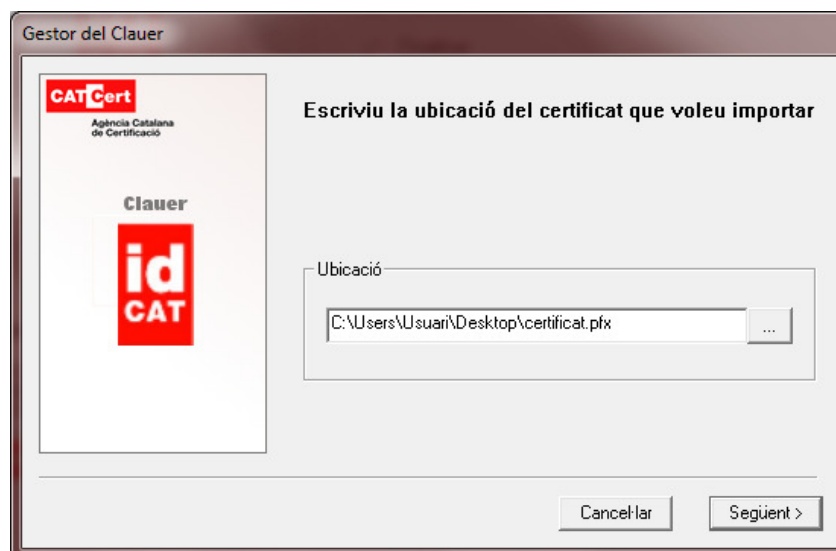 Gestor del Clauer
CATCert
Agència Catalana
de Certificació
Clauer
id
CAT
Escriviu la ubicació del certificat que voleu importar
Ubicació
C:\Users\Usuari\Desktop\certificat.pfx
...
Cancel·lar
Següent >